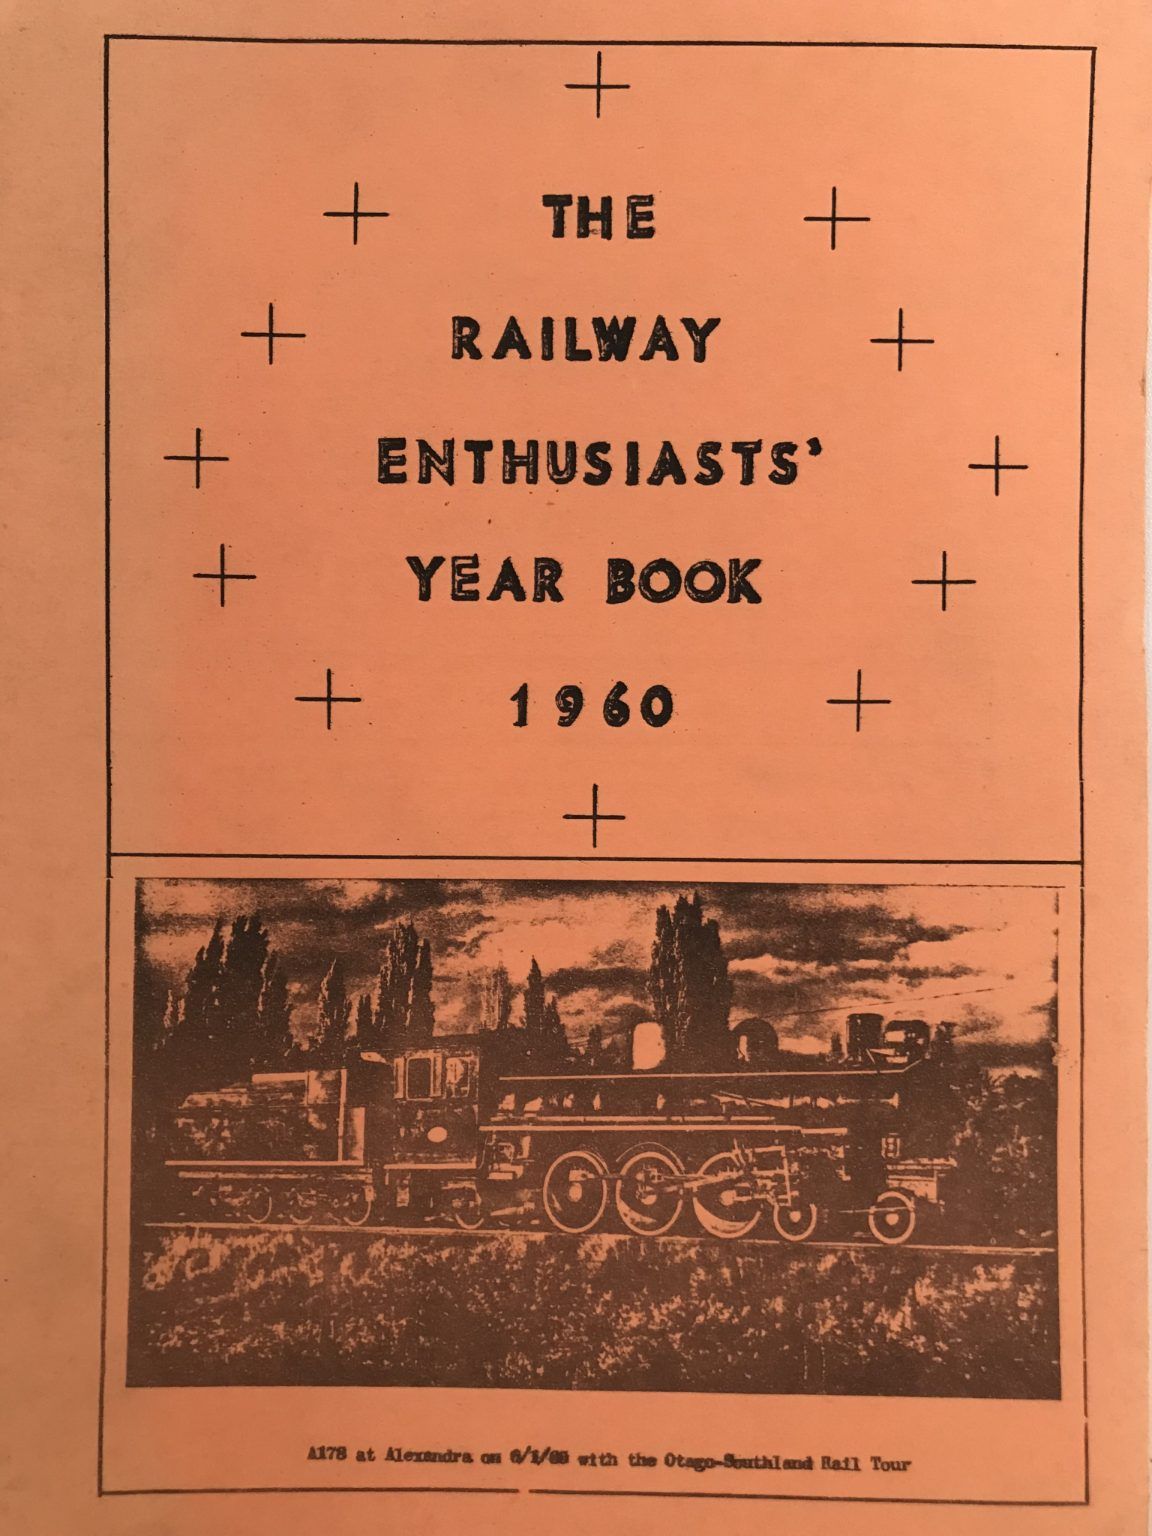 THE
RAILWAY
ENTHUSIASTS'
YEAR BOOK
1960
A178 at Alexandra on with the Otago-Southland Rail Tour